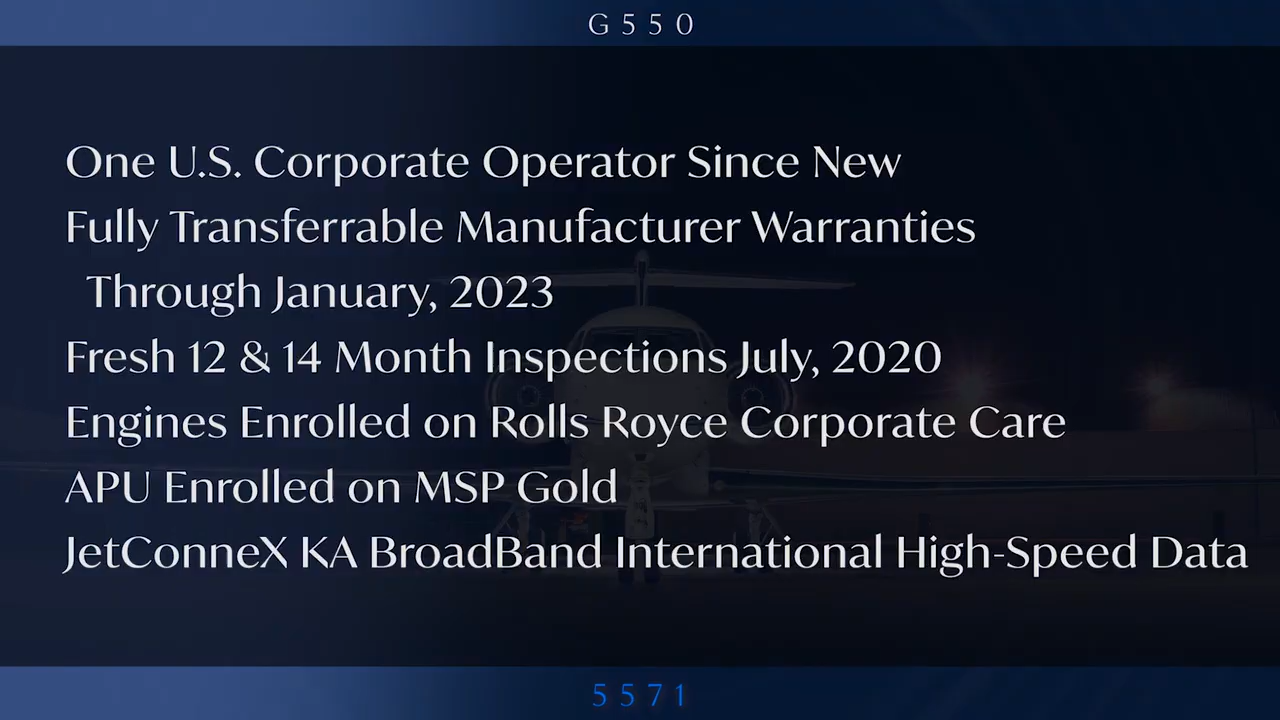 G550
One U.S. Corporate Operator Since New
Fully Transferrable Manufacturer Warranties
Through January, 2023
Fresh 12 & 14 Month Inspections July, 2020
Engines Enrolled on Rolls Royce Corporate Care
APU Enrolled on MSP Gold
JetConneX KA BroadBand International High-Speed Data
5571